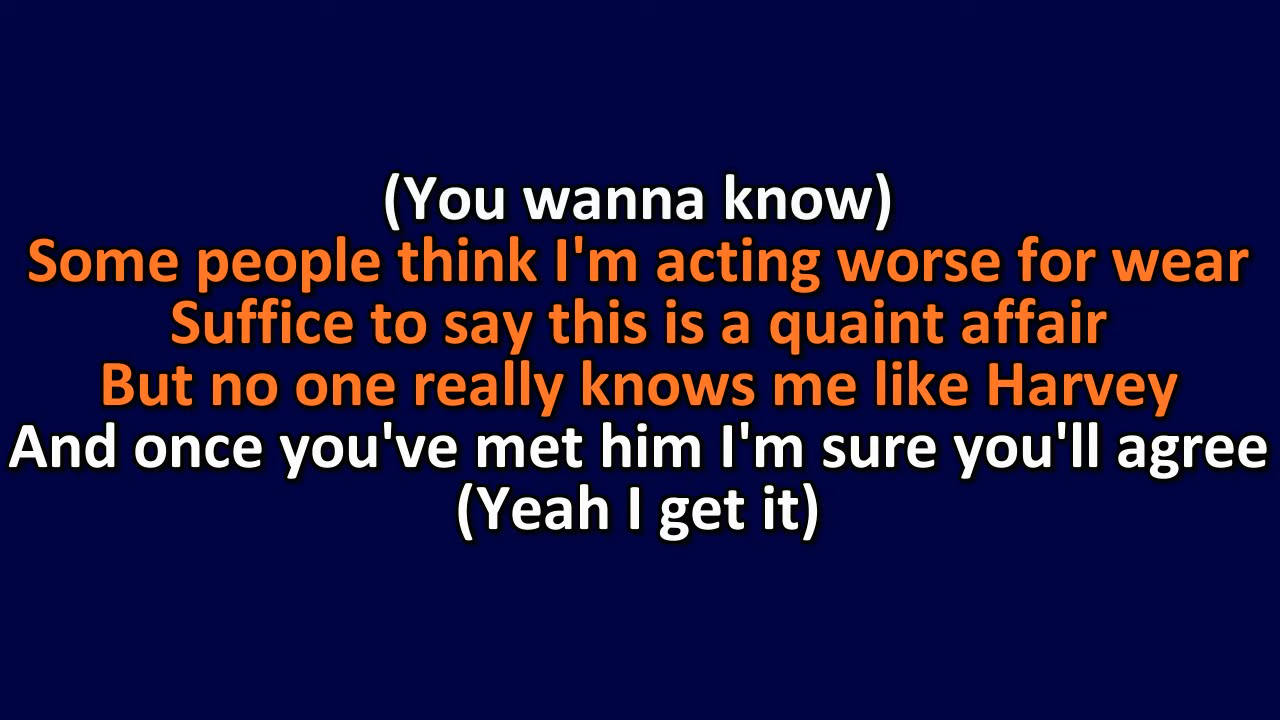 (You wanna know)
Some people think I'm acting worse for wear
Suffice to say this is a quaint affair
But no one really knows me like Harvey
And once you've met him I'm sure you'll agree
(Yeah I get it)